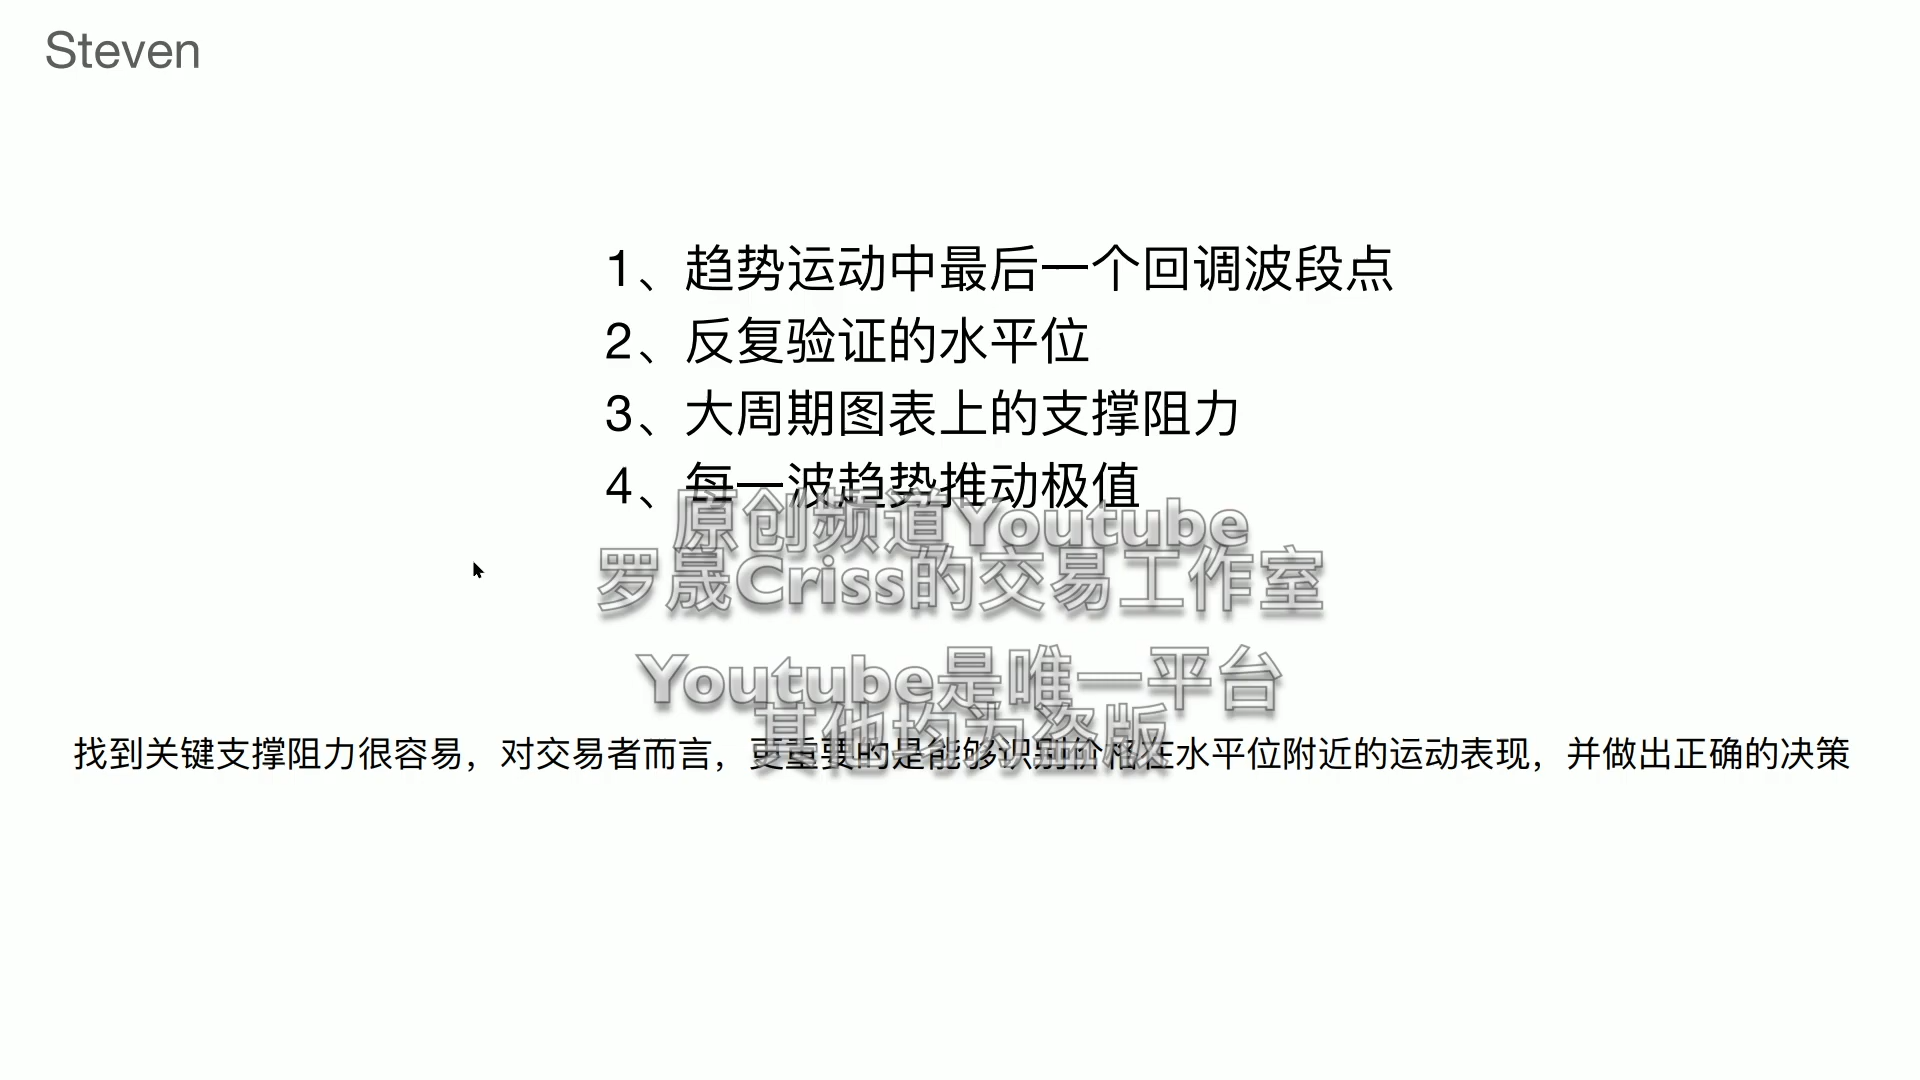 Steven
1、趋势运动中最后一个回调波段点
2、反复验证的水平位
3、大周期图表上的支撑阻力
4、每一波趋势推动极值
原创频道Youtube
罗晟Criss的交易工作室
Youtube是唯一平台
其他均为盗版
找到关键支撑阻力很容易，对交易者而言，更重要的是能够识别价格在水平位附近的运动表现，并做出正确的决策